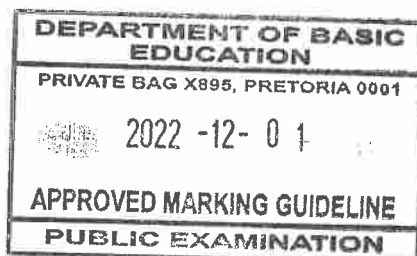 DEPARTMENT OF BASIC
EDUCATION
PRIVATE BAG X895, PRETORIA 0001
2022 -12- 01
APPROVED MARKING GUIDELINE
PUBLIC EXAMINATION